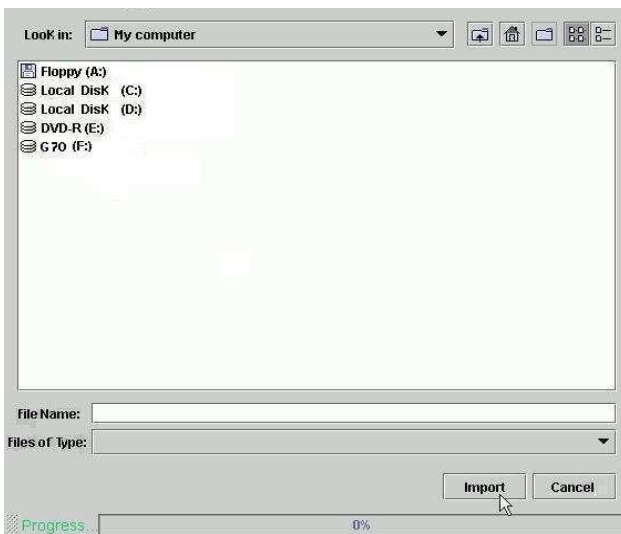 LooK in: My computer
Floppy (A:)
Local DisK (C:)
Local DisK (D:)
DVD-R (E:)
G70 (F:)
File Name:
Files of Type:
Import Cancel
Progress... 0%